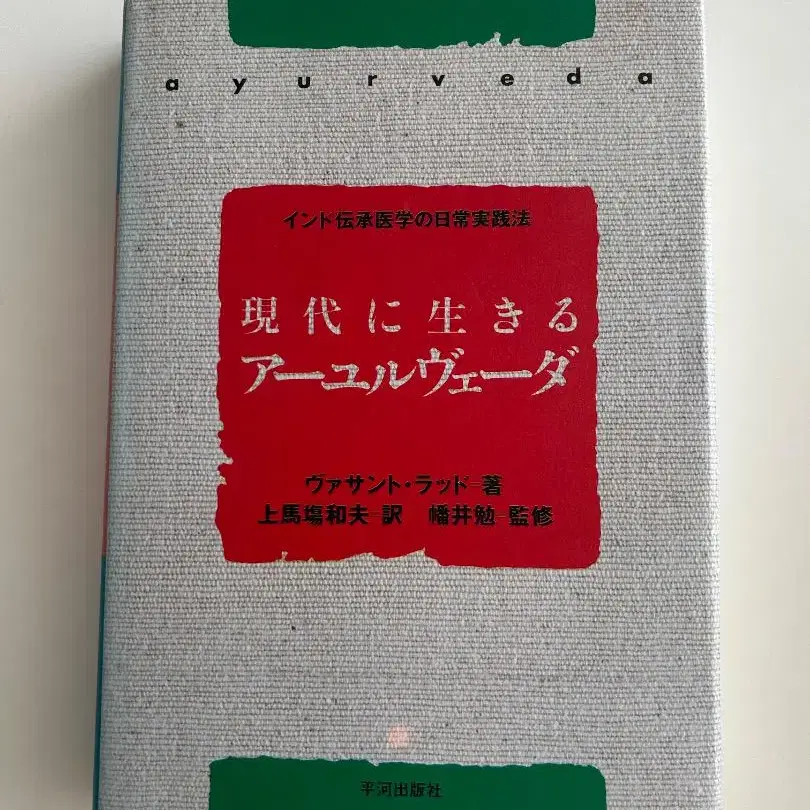 ayurveda
インド伝承医学の日常実践法
現代に生きる
アーユルヴェーダ
ヴァサント・ラッド=著
上馬塲和夫=訳 幡井勉=監修
平河出版社